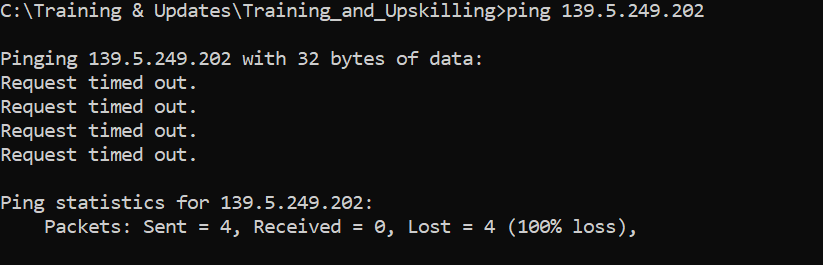 C:\Training & Updates\Training_and_Upskilling>ping 139.5.249.202
Pinging 139.5.249.202 with 32 bytes of data:
Request timed out.
Request timed out.
Request timed out.
Request timed out.
Ping statistics for 139.5.249.202:
    Packets: Sent = 4, Received = 0, Lost = 4 (100% loss),